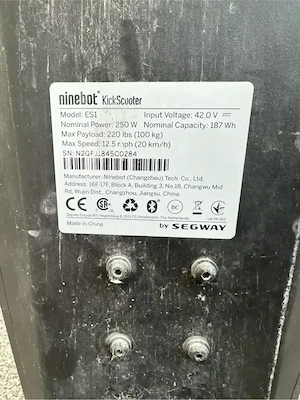 ninebot® KickScooter
Model: ES1 Input Voltage: 42.0 V
Nominal Power: 250 W Nominal Capacity: 187 Wh
Max Payload: 220 lbs (100 kg)
Max Speed: 12.5 mph (20 km/h)
SN: N2GFJ1845C0284
Manufacturer: Ninebot (Changzhou) Tech. Co., Ltd.
Address: 16F-17F, Block A, Building 3, No.18, Changwu Mid
Rd, Wujin Dist., Changzhou, Jiangsu, China.
Made in China
by SEGWAY